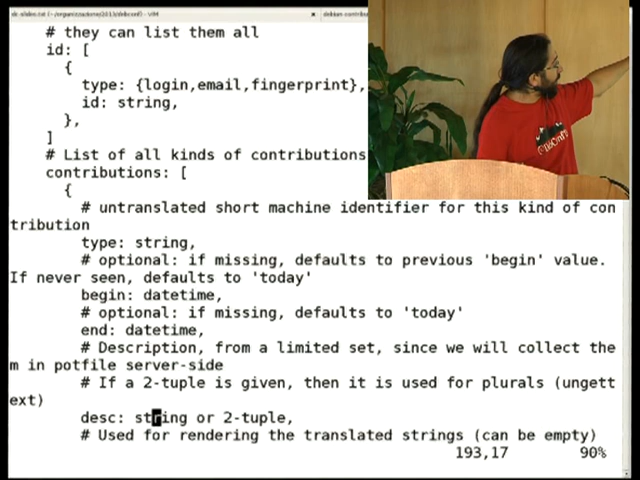 # they can list them all
id: [
{
type: {login,email,fingerprint},
id: string,
},
]
# List of all kinds of contributions
contributions: [
{
# untranslated short machine identifier for this kind of con
tribution
type: string,
# optional: if missing, defaults to previous 'begin' value.
If never seen, defaults to 'today'
begin: datetime,
# optional: if missing, defaults to 'today'
end: datetime,
# Description, from a limited set, since we will collect the
m in potfile server-side
# If a 2-tuple is given, then it is used for plurals (ungett
ext)
desc: string or 2-tuple,
# Used for rendering the translated strings (can be empty)
193,17 90%